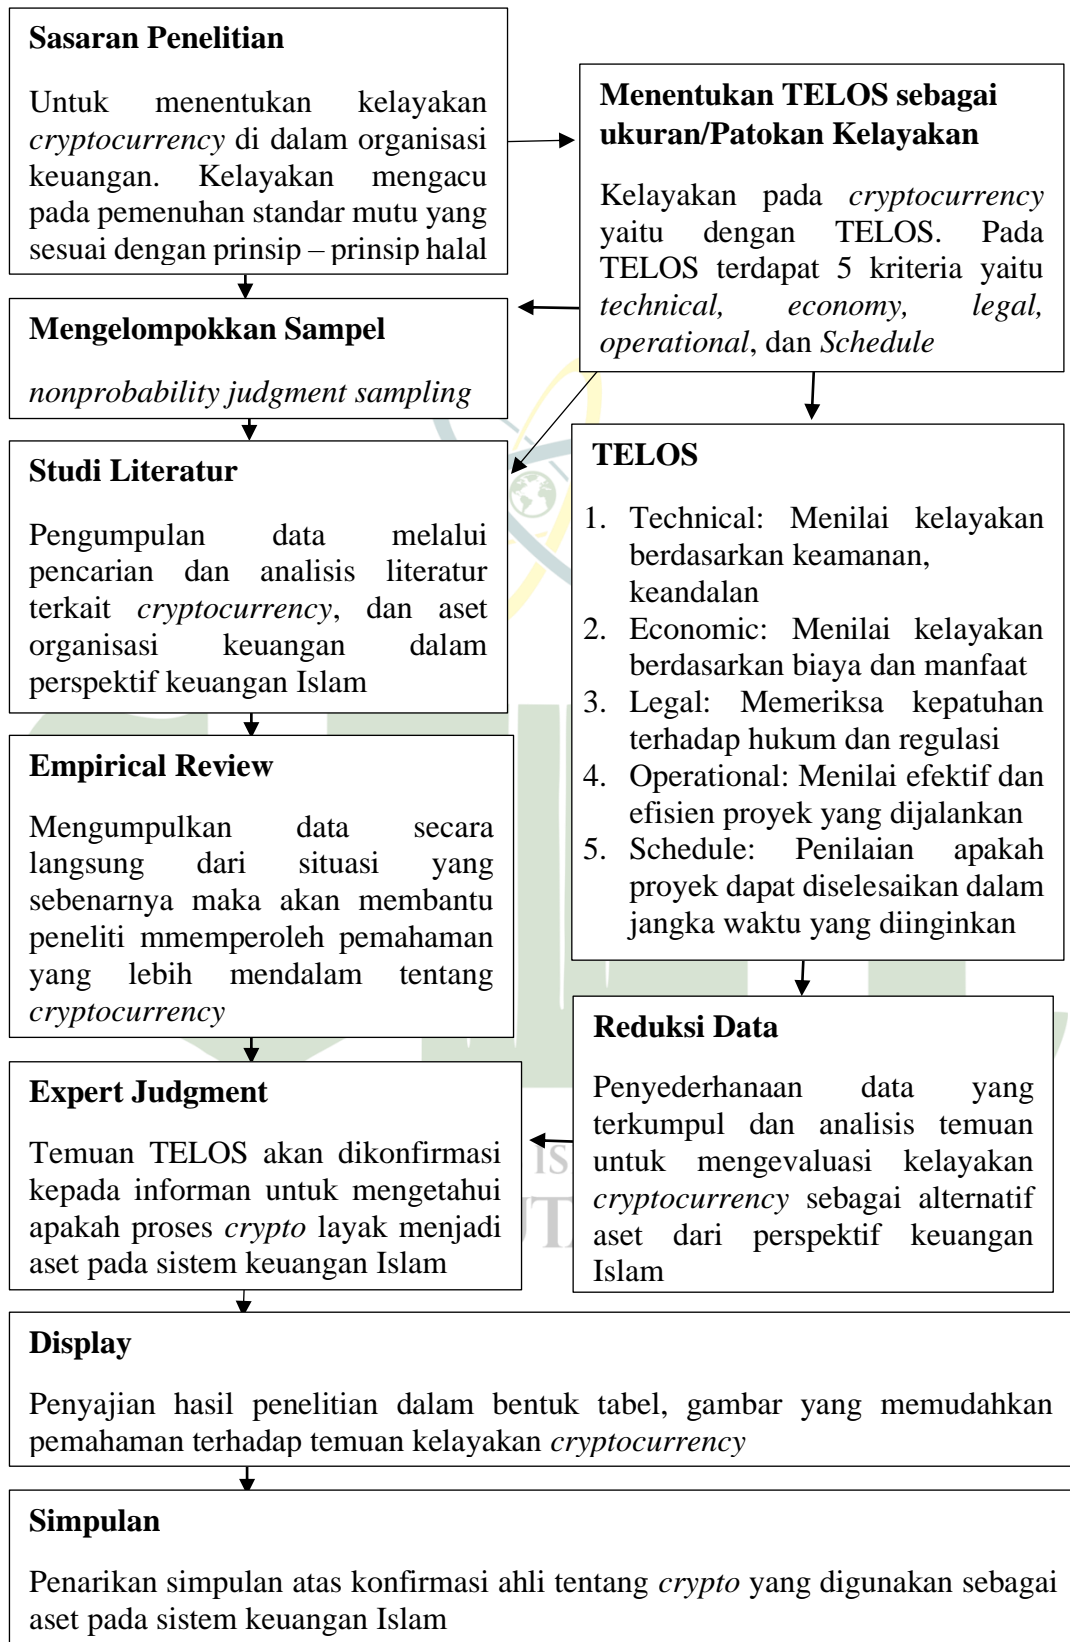 Sasaran Penelitian
Untuk menentukan kelayakan
cryptocurrency di dalam organisasi
keuangan. Kelayakan mengacu
pada pemenuhan standar mutu yang
sesuai dengan prinsip – prinsip halal
Menentukan TELOS sebagai
ukuran/Patokan Kelayakan
Kelayakan pada cryptocurrency
yaitu dengan TELOS. Pada
TELOS terdapat 5 kriteria yaitu
technical, economy, legal,
operational, dan Schedule
Mengelompokkan Sampel
nonprobability judgment sampling
Studi Literatur
Pengumpulan data melalui
pencarian dan analisis literatur
terkait cryptocurrency, dan aset
organisasi keuangan dalam
perspektif keuangan Islam
TELOS
1. Technical: Menilai kelayakan
berdasarkan keamanan,
keandalan
2. Economic: Menilai kelayakan
berdasarkan biaya dan manfaat
3. Legal: Memeriksa kepatuhan
terhadap hukum dan regulasi
4. Operational: Menilai efektif dan
efisien proyek yang dijalankan
5. Schedule: Penilaian apakah
proyek dapat diselesaikan dalam
jangka waktu yang diinginkan
Empirical Review
Mengumpulkan data secara
langsung dari situasi yang
sebenarnya maka akan membantu
peneliti mmemperoleh pemahaman
yang lebih mendalam tentang
cryptocurrency
Reduksi Data
Penyederhanaan data yang
terkumpul dan analisis temuan
untuk mengevaluasi kelayakan
cryptocurrency sebagai alternatif
aset dari perspektif keuangan
Islam
Expert Judgment
Temuan TELOS akan dikonfirmasi
kepada informan untuk mengetahui
apakah proses crypto layak menjadi
aset pada sistem keuangan Islam
Display
Penyajian hasil penelitian dalam bentuk tabel, gambar yang memudahkan
pemahaman terhadap temuan kelayakan cryptocurrency
Simpulan
Penarikan simpulan atas konfirmasi ahli tentang crypto yang digunakan sebagai
aset pada sistem keuangan Islam